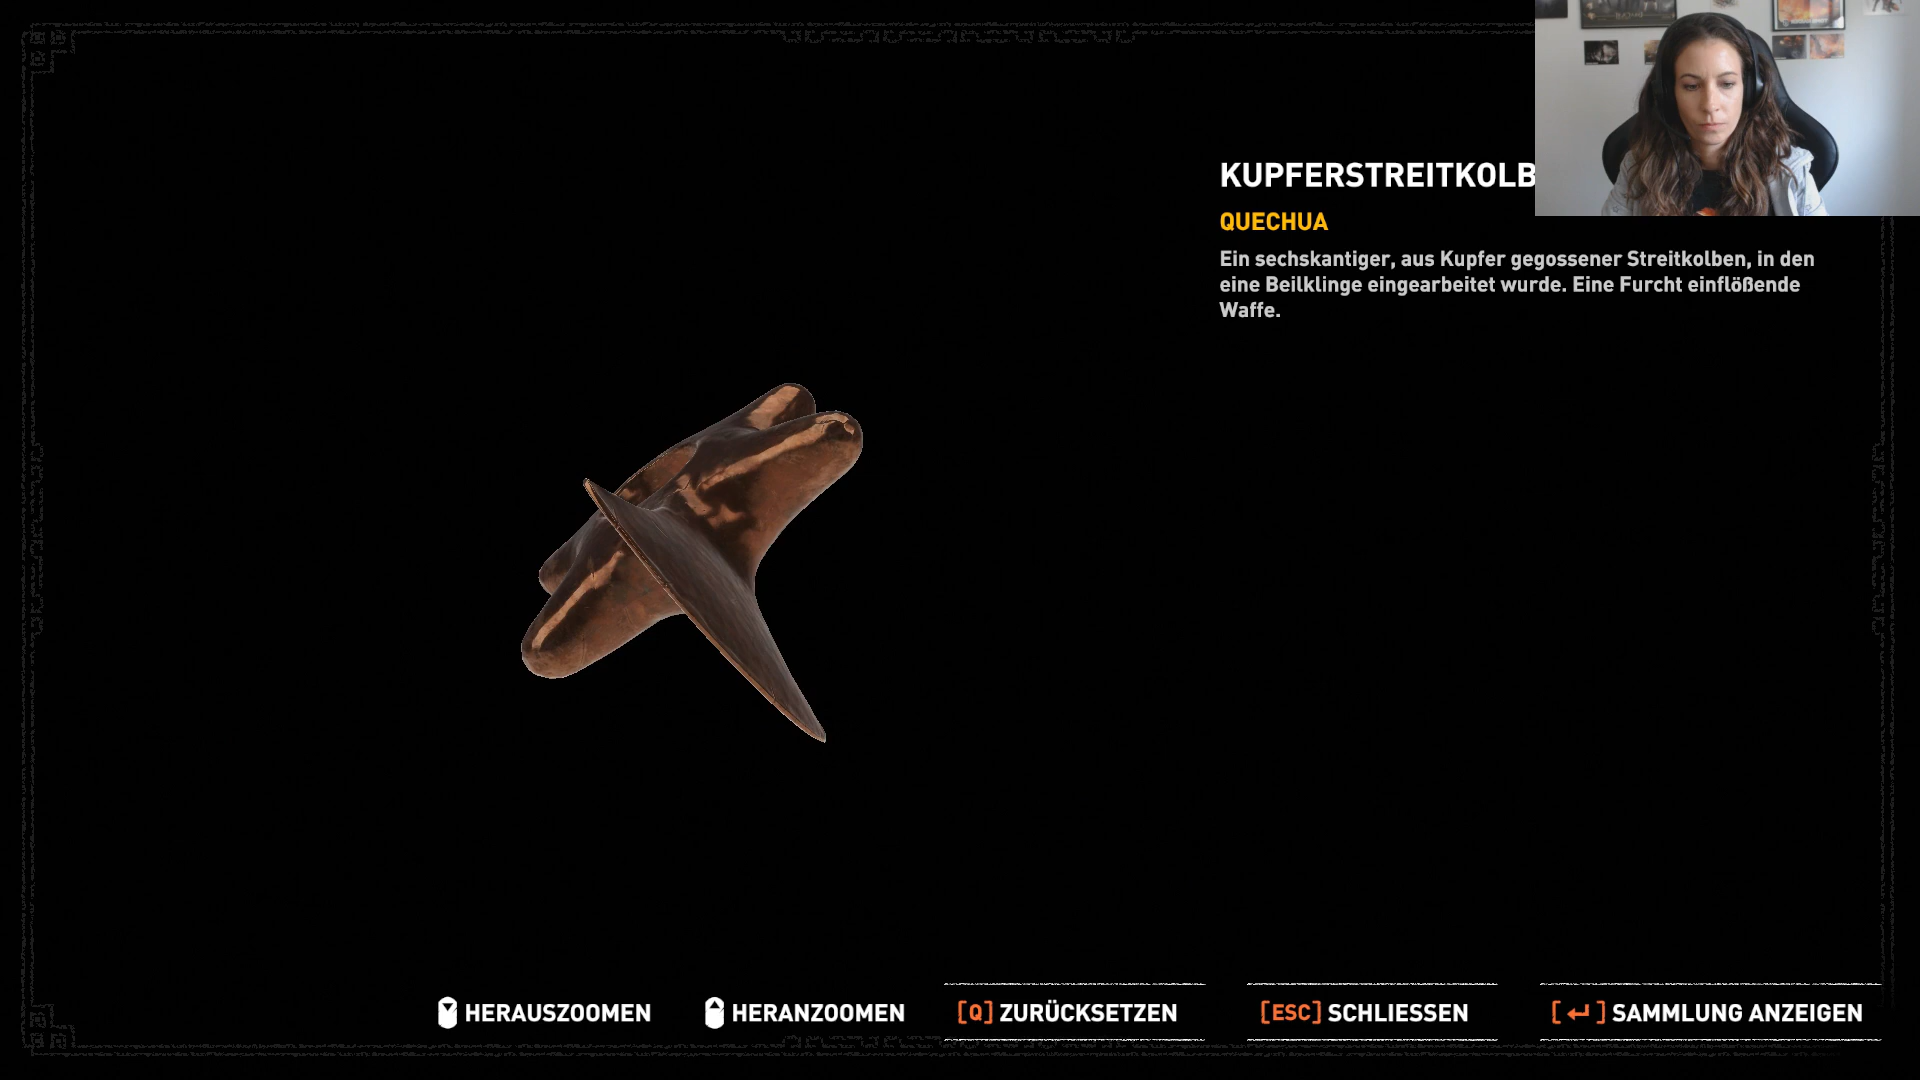 KUPFERSTREITKOLB
QUECHUA
Ein sechskantiger, aus Kupfer gegossener Streitkolben, in den
eine Beilklinge eingearbeitet wurde. Eine Furcht einflößende
Waffe.
HERAUSZOOMEN HERANZOOMEN [Q] ZURÜCKSETZEN [ESC] SCHLIESSEN [↵] SAMMLUNG ANZEIGEN